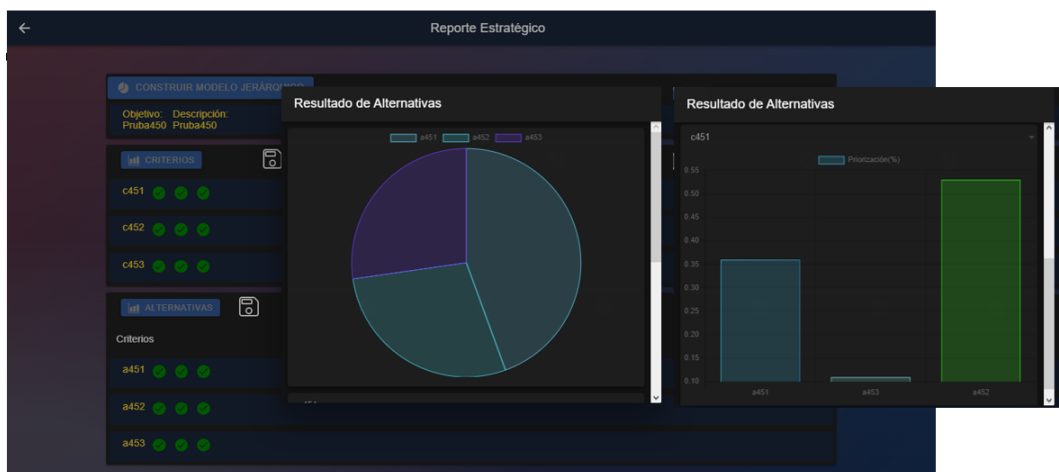 Reporte Estratégico
CONSTRUIR MODELO JERÁRQUICO
Objetivo: Descripción:
Pruba450 Pruba450
CRITERIOS
c451
c452
c453
ALTERNATIVAS
Criterios
a451
a452
a453
Resultado de Alternativas
a451 a452 a453
Resultado de Alternativas
c451
Priorización(%)
0.55
0.50
0.45
0.40
0.35
0.30
0.25
0.20
0.15
0.10
a451 a453 a452